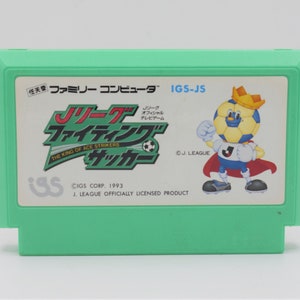 任天堂 ファミリー コンピュータ IGS-JS
Jリーグ
オフィシャル
テレビゲーム
Jリーグ
ファイティング
THE KING OF ACE STRIKERS
サッカー
©J. LEAGUE
J
igs
©IGS CORP. 1993
J. LEAGUE OFFICIALLY LICENSED PRODUCT